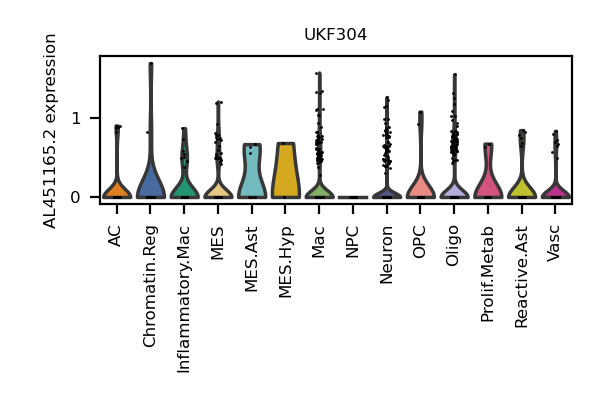 UKF304
AL451165.2 expression
1
0
AC
Chromatin.Reg
Inflammatory.Mac
MES
MES.Ast
MES.Hyp
Mac
NPC
Neuron
OPC
Oligo
Prolif.Metab
Reactive.Ast
Vasc